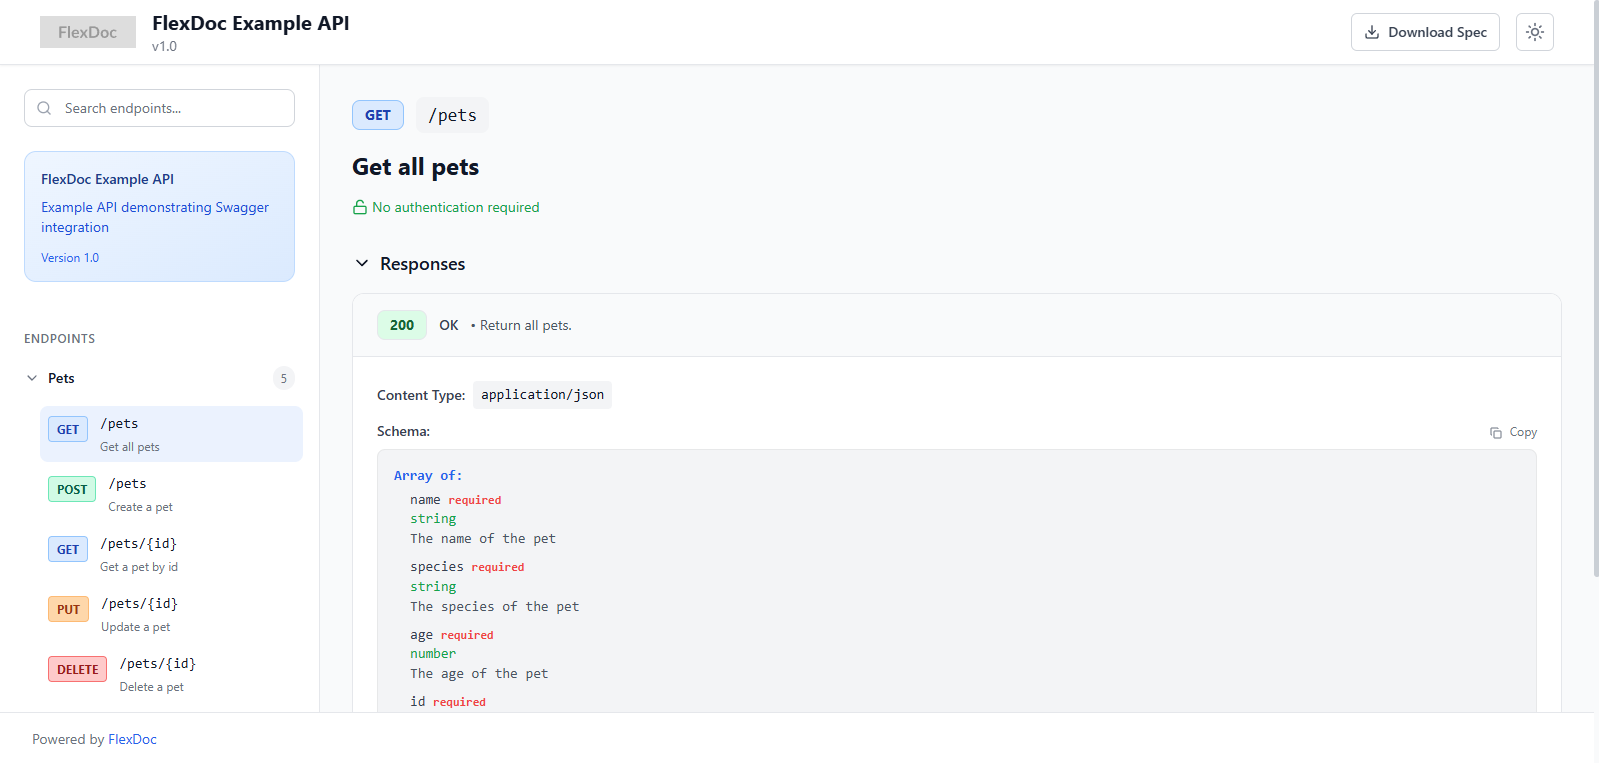 FlexDoc
FlexDoc Example API
v1.0
Download Spec
Search endpoints...
FlexDoc Example API
Example API demonstrating Swagger
integration
Version 1.0
ENDPOINTS
Pets
5
GET
/pets
Get all pets
POST
/pets
Create a pet
GET
/pets/{id}
Get a pet by id
PUT
/pets/{id}
Update a pet
DELETE
/pets/{id}
Delete a pet
GET
/pets
Get all pets
No authentication required
Responses
200 OK • Return all pets.
Content Type: application/json
Schema:
Copy
Array of:
name required
string
The name of the pet
species required
string
The species of the pet
age required
number
The age of the pet
id required
Powered by FlexDoc